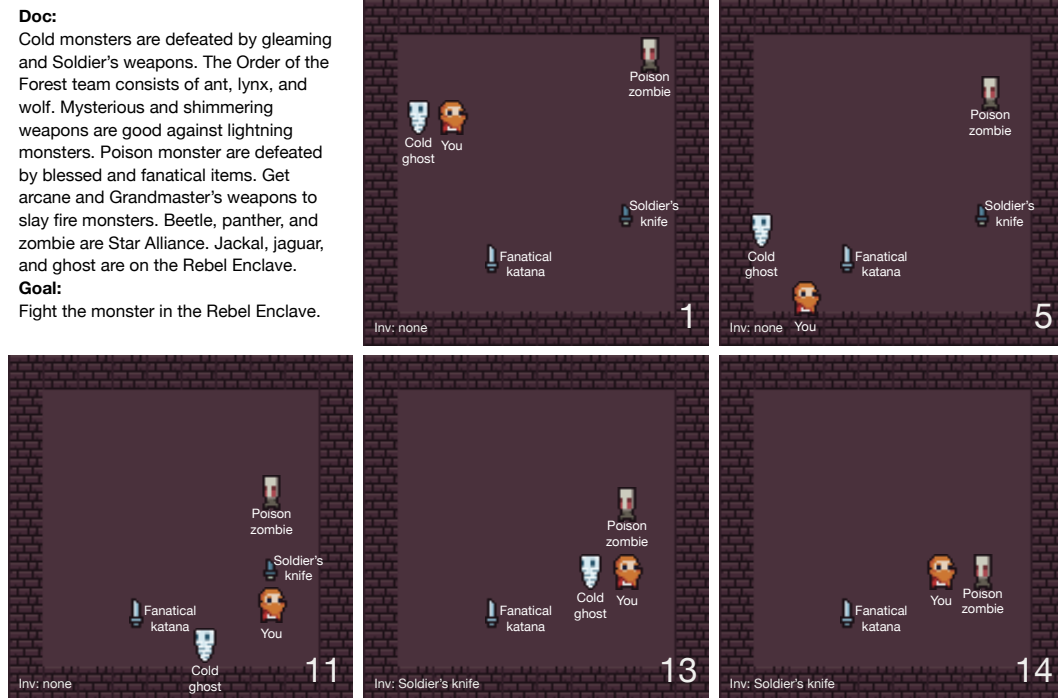 Doc:
Cold monsters are defeated by gleaming
and Soldier's weapons. The Order of the
Forest team consists of ant, lynx, and
wolf. Mysterious and shimmering
weapons are good against lightning
monsters. Poison monster are defeated
by blessed and fanatical items. Get
arcane and Grandmaster's weapons to
slay fire monsters. Beetle, panther, and
zombie are Star Alliance. Jackal, jaguar,
and ghost are on the Rebel Enclave.
Goal:
Fight the monster in the Rebel Enclave.
Poison
zombie
Cold
ghost
You
Soldier's
knife
Fanatical
katana
Inv: none
1
Poison
zombie
Soldier's
knife
Cold
ghost
Fanatical
katana
Inv: none
You
5
Poison
zombie
Soldier's
knife
Fanatical
katana
You
Cold
ghost
Inv: none
11
Poison
zombie
Cold
ghost
You
Fanatical
katana
Inv: Soldier's knife
13
You
Poison
zombie
Fanatical
katana
Inv: Soldier's knife
14